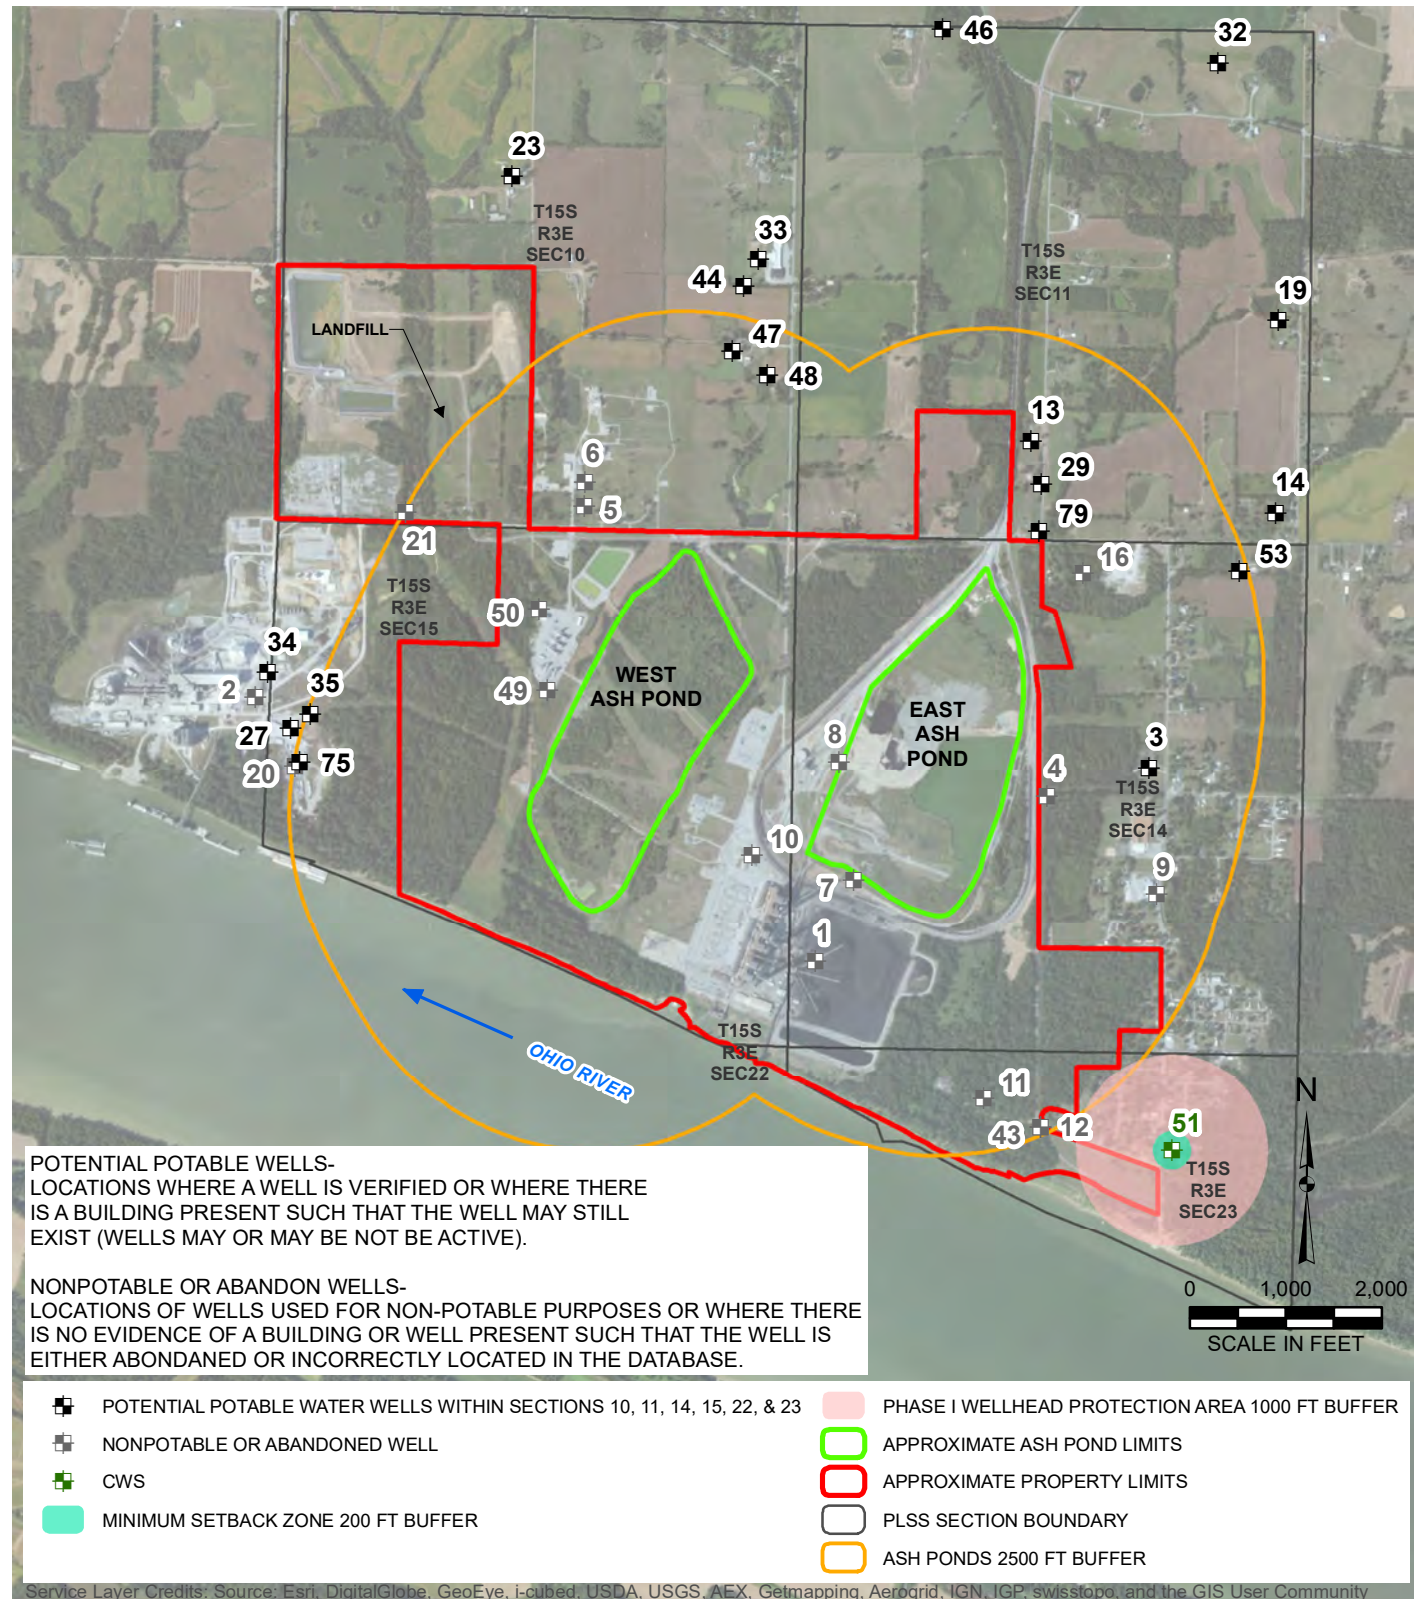 46
32
23
T15S
R3E
SEC10
33
44
T15S
R3E
SEC11
19
LANDFILL
47
48
13
6
29
5
14
79
21
16
53
T15S
R3E
SEC15
50
34
2
35
49
WEST
ASH POND
EAST
ASH
POND
27
8
3
20
75
4
T15S
R3E
SEC14
10
7
9
1
T15S
R3E
SEC22
OHIO RIVER
11
43
12
51
T15S
R3E
SEC23
N
POTENTIAL POTABLE WELLS-
LOCATIONS WHERE A WELL IS VERIFIED OR WHERE THERE
IS A BUILDING PRESENT SUCH THAT THE WELL MAY STILL
EXIST (WELLS MAY OR MAY BE NOT BE ACTIVE).
NONPOTABLE OR ABANDON WELLS-
LOCATIONS OF WELLS USED FOR NON-POTABLE PURPOSES OR WHERE THERE
IS NO EVIDENCE OF A BUILDING OR WELL PRESENT SUCH THAT THE WELL IS
EITHER ABONDANED OR INCORRECTLY LOCATED IN THE DATABASE.
0 1,000 2,000
SCALE IN FEET
POTENTIAL POTABLE WATER WELLS WITHIN SECTIONS 10, 11, 14, 15, 22, & 23
NONPOTABLE OR ABANDONED WELL
CWS
MINIMUM SETBACK ZONE 200 FT BUFFER
PHASE I WELLHEAD PROTECTION AREA 1000 FT BUFFER
APPROXIMATE ASH POND LIMITS
APPROXIMATE PROPERTY LIMITS
PLSS SECTION BOUNDARY
ASH PONDS 2500 FT BUFFER
Service Layer Credits: Source: Esri, DigitalGlobe, GeoEye, i-cubed, USDA, USGS, AEX, Getmapping, Aerogrid, IGN, IGP, swisstopo, and the GIS User Community